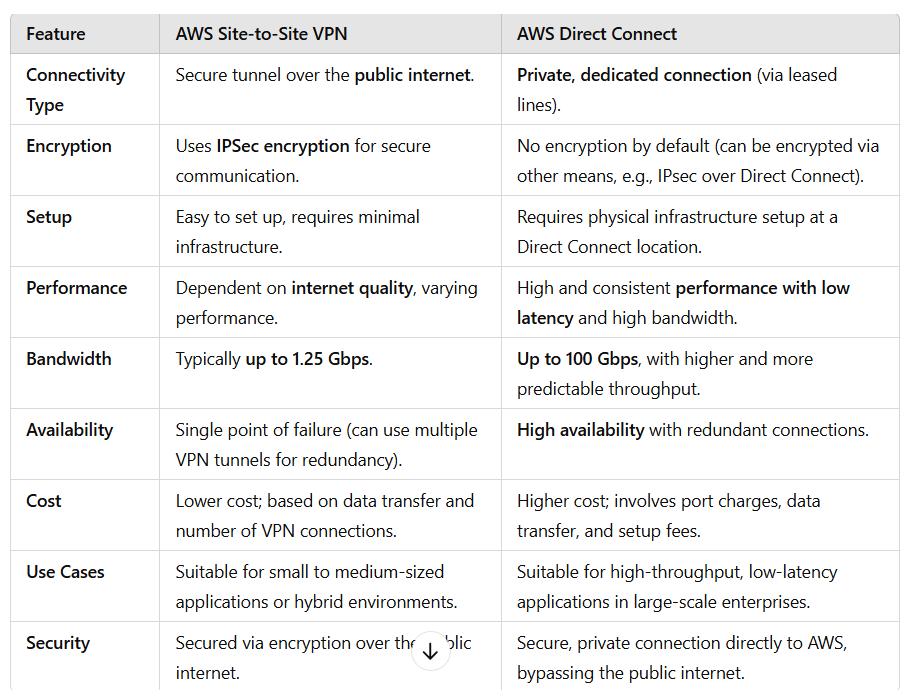 Feature AWS Site-to-Site VPN AWS Direct Connect
Connectivity Secure tunnel over the public internet. Private, dedicated connection (via leased
Type lines).
Encryption Uses IPSec encryption for secure No encryption by default (can be encrypted via
communication. other means, e.g., IPsec over Direct Connect).
Setup Easy to set up, requires minimal Requires physical infrastructure setup at a
infrastructure. Direct Connect location.
Performance Dependent on internet quality, varying High and consistent performance with low
performance. latency and high bandwidth.
Bandwidth Typically up to 1.25 Gbps. Up to 100 Gbps, with higher and more
predictable throughput.
Availability Single point of failure (can use multiple High availability with redundant connections.
VPN tunnels for redundancy).
Cost Lower cost; based on data transfer and Higher cost; involves port charges, data
number of VPN connections. transfer, and setup fees.
Use Cases Suitable for small to medium-sized Suitable for high-throughput, low-latency
applications or hybrid environments. applications in large-scale enterprises.
Security Secured via encryption over the public Secure, private connection directly to AWS,
internet. bypassing the public internet.